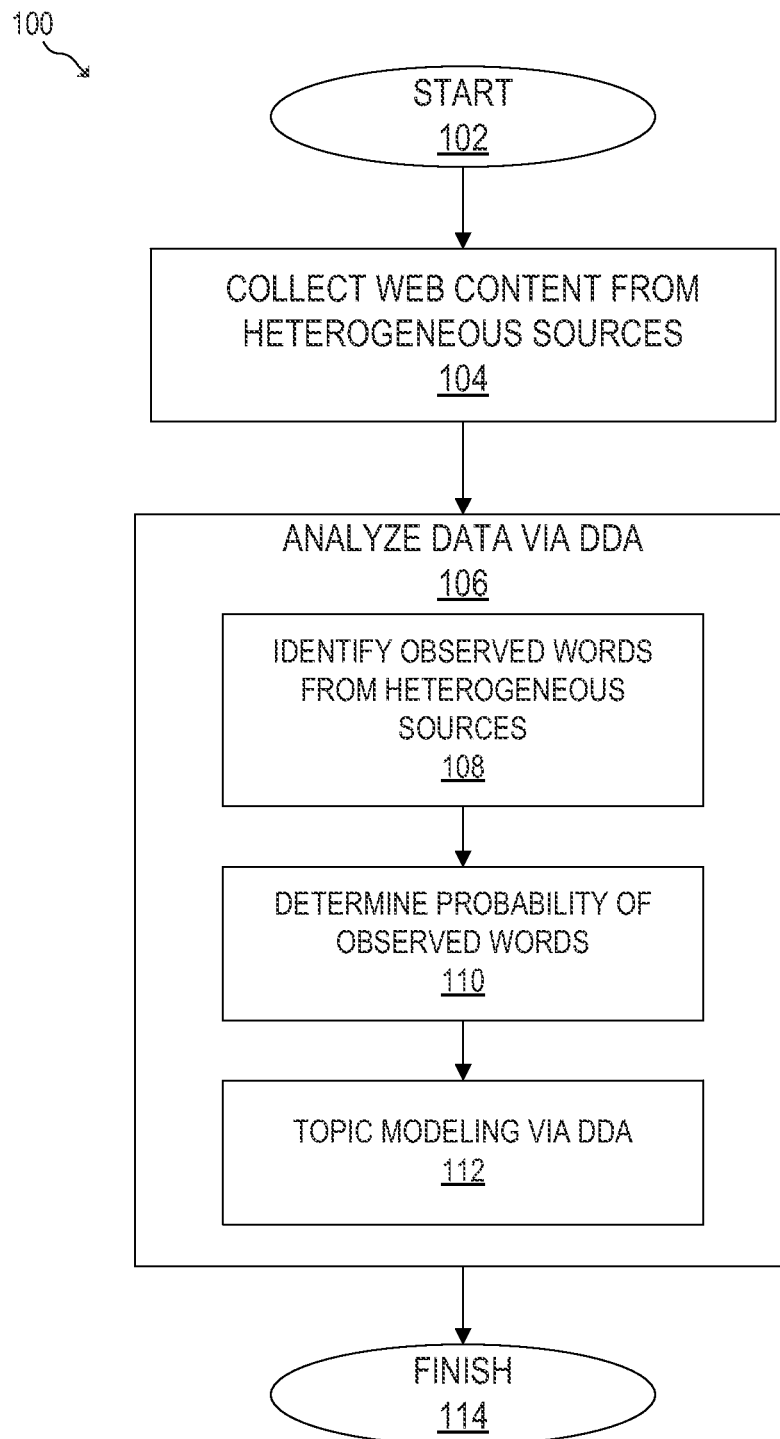 100
START
102
COLLECT WEB CONTENT FROM
HETEROGENEOUS SOURCES
104
ANALYZE DATA VIA DDA
106
IDENTIFY OBSERVED WORDS
FROM HETEROGENEOUS
SOURCES
108
DETERMINE PROBABILITY OF
OBSERVED WORDS
110
TOPIC MODELING VIA DDA
112
FINISH
114